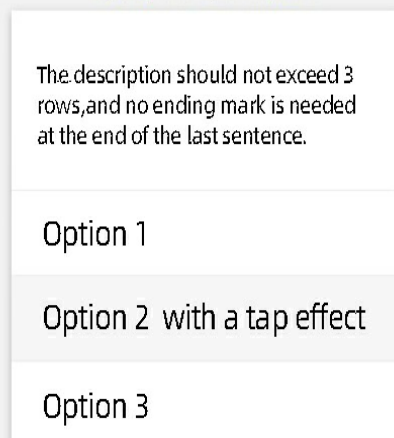 The description should not exceed 3
rows,and no ending mark is needed
at the end of the last sentence.
Option 1
Option 2 with a tap effect
Option 3